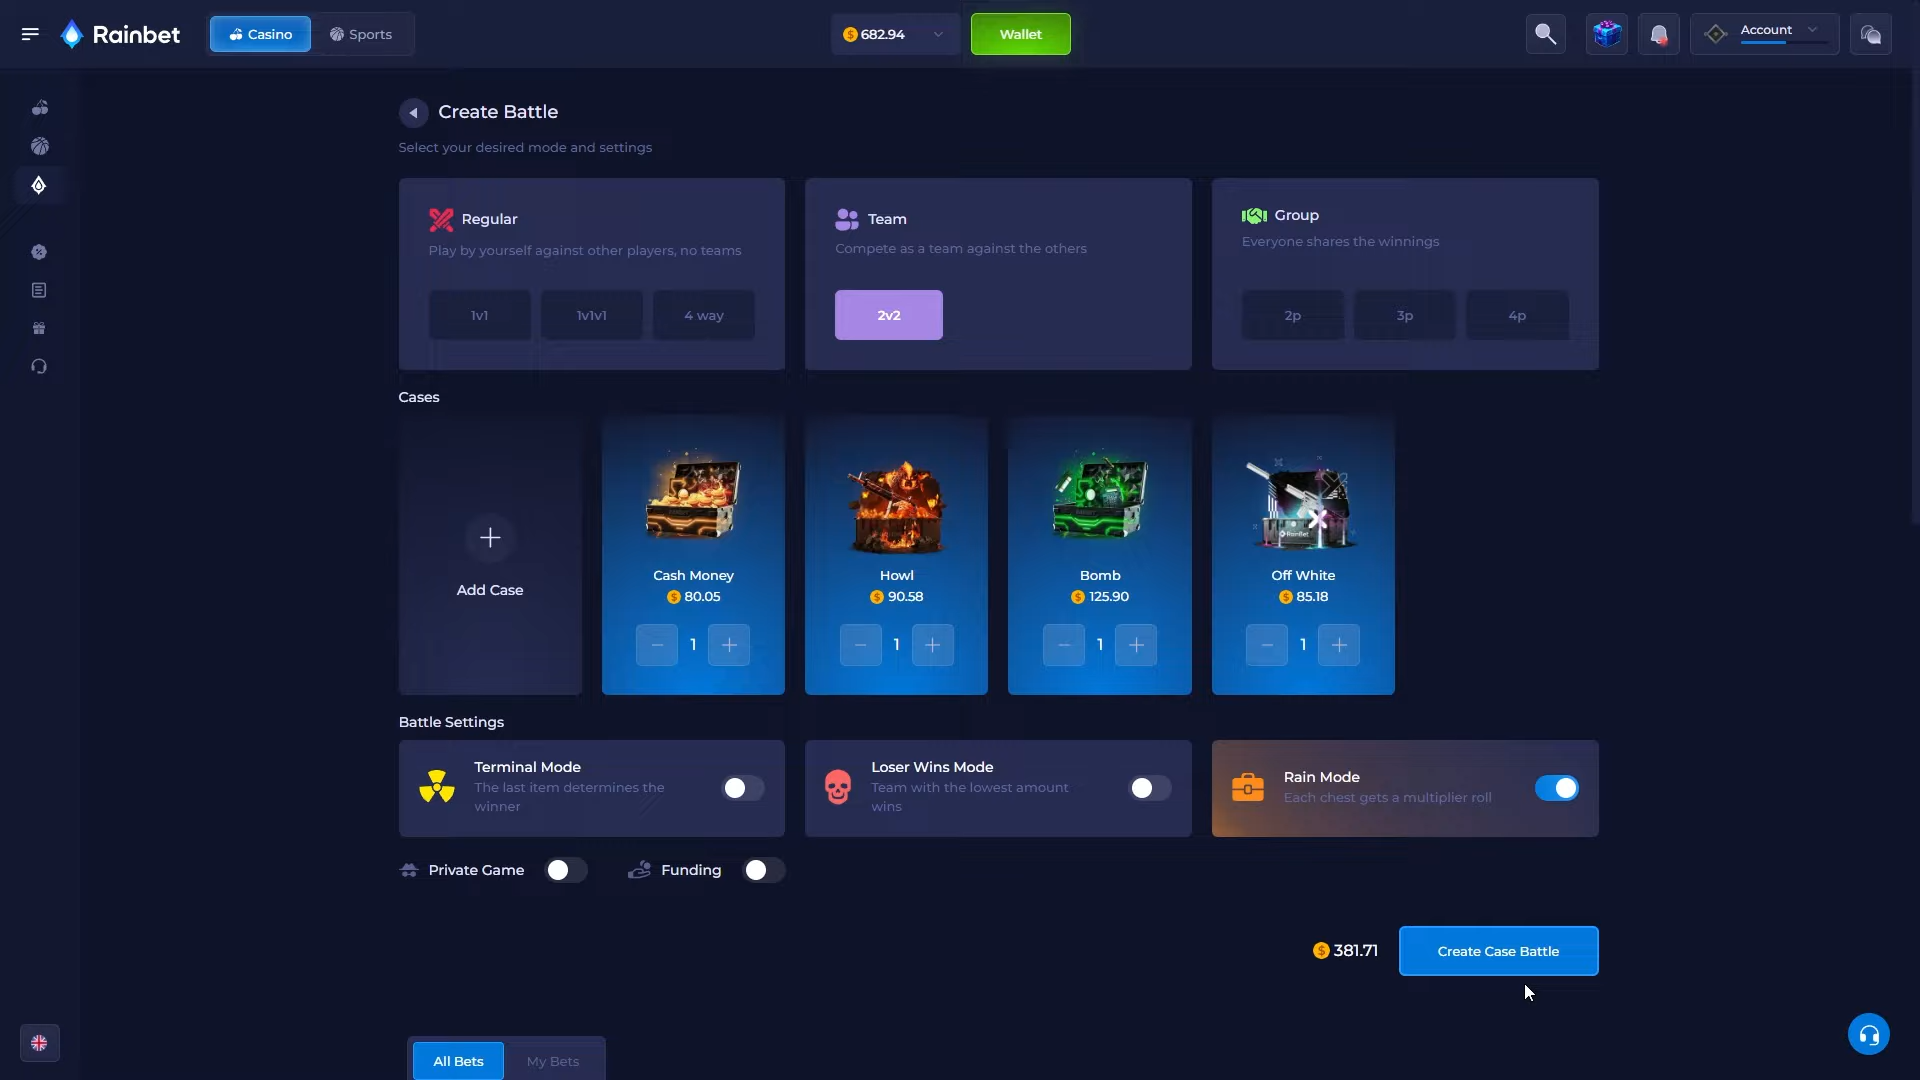 Rainbet
Casino
Sports
682.94
Wallet
Account
Create Battle
Select your desired mode and settings
Regular
Play by yourself against other players, no teams
1v1
1v1v1
4 way
Team
Compete as a team against the others
2v2
Group
Everyone shares the winnings
2p
3p
4p
Cases
Add Case
Cash Money
80.05
1
Howl
90.58
1
Bomb
125.90
1
RainBet
Off White
85.18
1
Battle Settings
Terminal Mode
The last item determines the
winner
Loser Wins Mode
Team with the lowest amount
wins
Rain Mode
Each chest gets a multiplier roll
Private Game
Funding
381.71
Create Case Battle
All Bets
My Bets